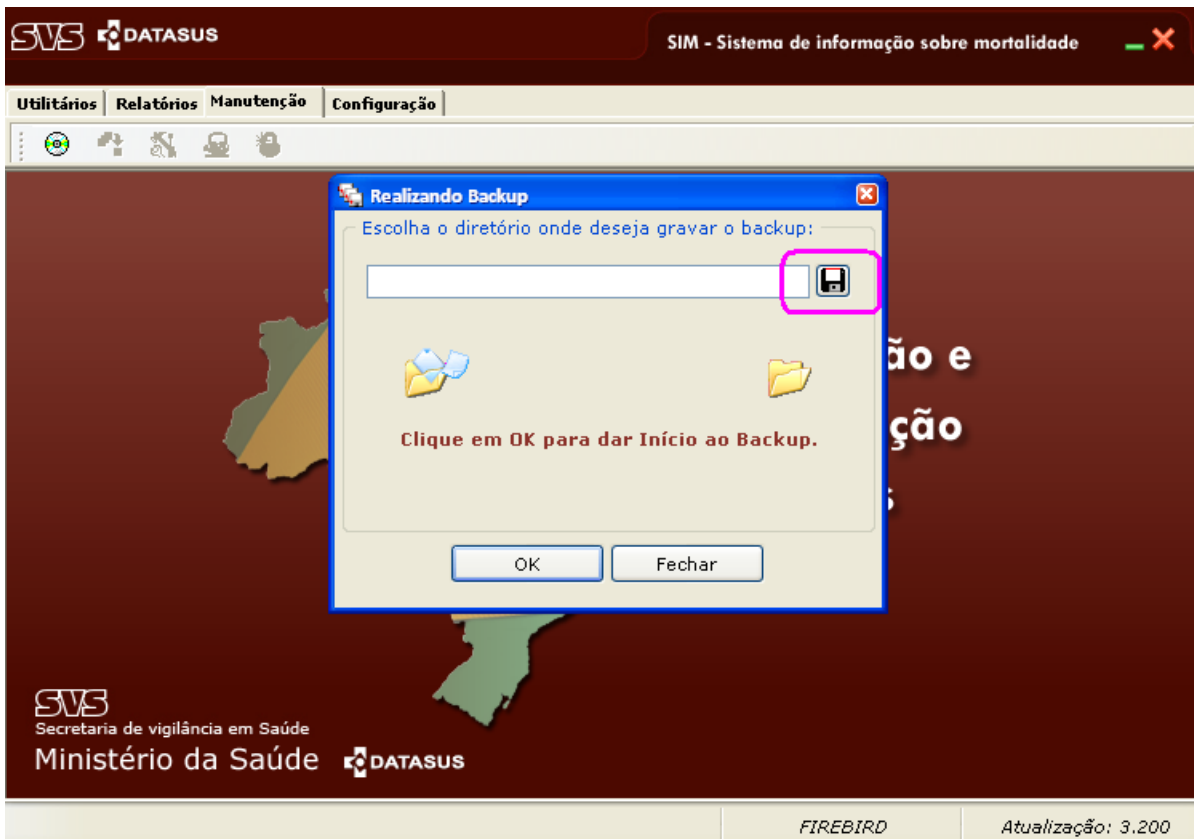 SVS DATASUS
SIM - Sistema de informação sobre mortalidade
Utilitários Relatórios Manutenção Configuração
Realizando Backup
Escolha o diretório onde deseja gravar o backup:
ão e
ção
Clique em OK para dar Início ao Backup.
s
OK Fechar
SVS
Secretaria de vigilância em Saúde
Ministério da Saúde DATASUS
FIREBIRD Atualização: 3.200